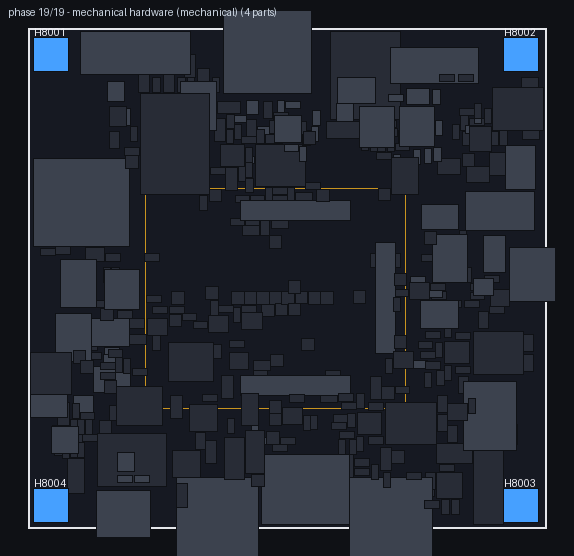 phase 19/19 - mechanical hardware (mechanical) (4 parts)
H8001
H8002
H8004
H8003